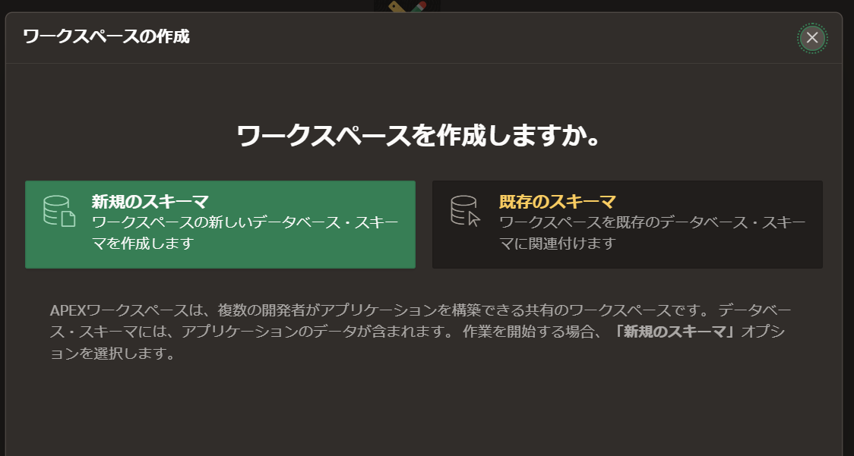 ワークスペースの作成
ワークスペースを作成しますか。
新規のスキーマ
ワークスペースの新しいデータベース・スキー
マを作成します
既存のスキーマ
ワークスペースを既存のデータベース・スキー
マに関連付けます
APEXワークスペースは、複数の開発者がアプリケーションを構築できる共有のワークスペースです。 データベー
ス・スキーマには、アプリケーションのデータが含まれます。 作業を開始する場合、「新規のスキーマ」オプシ
ョンを選択します。